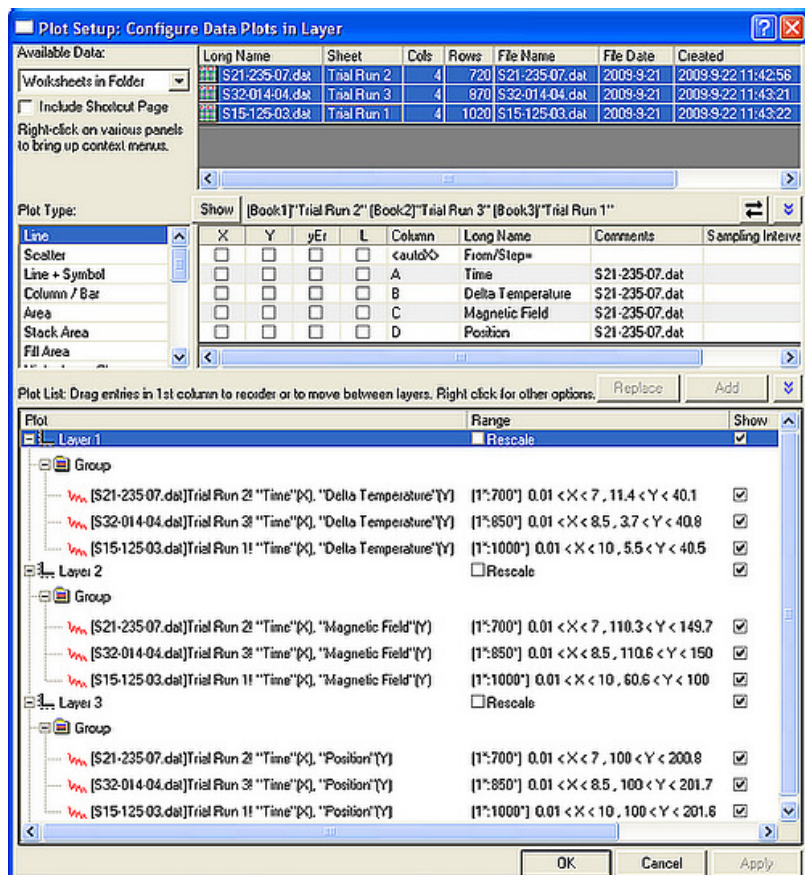 Plot Setup: Configure Data Plots in Layer
Available Data:
Worksheets in Folder
Include Shortcut Page
Right-click on various panels
to bring up context menus.
Long Name Sheet Cols Rows File Name File Date Created
S21-235-07.dat Trial Run 2 4 720 S21-235-07.dat 2009-9-21 2009-9-22 11:42:56
S32-014-04.dat Trial Run 3 4 870 S32-014-04.dat 2009-9-21 2009-9-22 11:43:21
S15-125-03.dat Trial Run 1 4 1020 S15-125-03.dat 2009-9-21 2009-9-22 11:43:22
Plot Type:
Show [Book1]"Trial Run 2" [Book2]"Trial Run 3" [Book3]"Trial Run 1"
Line
Scatter
Line + Symbol
Column / Bar
Area
Stack Area
Fill Area
X Y yEr L Column Long Name Comments Sampling Interva
<autoX> From/Step=
A Time S21-235-07.dat
B Delta Temperature S21-235-07.dat
C Magnetic Field S21-235-07.dat
D Position S21-235-07.dat
Plot List: Drag entries in 1st column to reorder or to move between layers. Right click for other options.
Replace Add
Plot Range Show
Layer 1 Rescale
Group
[S21-235-07.dat]Trial Run 2! "Time"(X), "Delta Temperature"(Y) [1*:700*] 0.01 < X < 7 , 11.4 < Y < 40.1
[S32-014-04.dat]Trial Run 3! "Time"(X), "Delta Temperature"(Y) [1*:850*] 0.01 < X < 8.5 , 3.7 < Y < 40.8
[S15-125-03.dat]Trial Run 1! "Time"(X), "Delta Temperature"(Y) [1*:1000*] 0.01 < X < 10 , 5.5 < Y < 40.5
Layer 2 Rescale
Group
[S21-235-07.dat]Trial Run 2! "Time"(X), "Magnetic Field"(Y) [1*:700*] 0.01 < X < 7 , 110.3 < Y < 149.7
[S32-014-04.dat]Trial Run 3! "Time"(X), "Magnetic Field"(Y) [1*:850*] 0.01 < X < 8.5 , 110.6 < Y < 150
[S15-125-03.dat]Trial Run 1! "Time"(X), "Magnetic Field"(Y) [1*:1000*] 0.01 < X < 10 , 60.6 < Y < 100
Layer 3 Rescale
Group
[S21-235-07.dat]Trial Run 2! "Time"(X), "Position"(Y) [1*:700*] 0.01 < X < 7 , 100 < Y < 200.8
[S32-014-04.dat]Trial Run 3! "Time"(X), "Position"(Y) [1*:850*] 0.01 < X < 8.5 , 100 < Y < 201.7
[S15-125-03.dat]Trial Run 1! "Time"(X), "Position"(Y) [1*:1000*] 0.01 < X < 10 , 100 < Y < 201.6
OK Cancel Apply